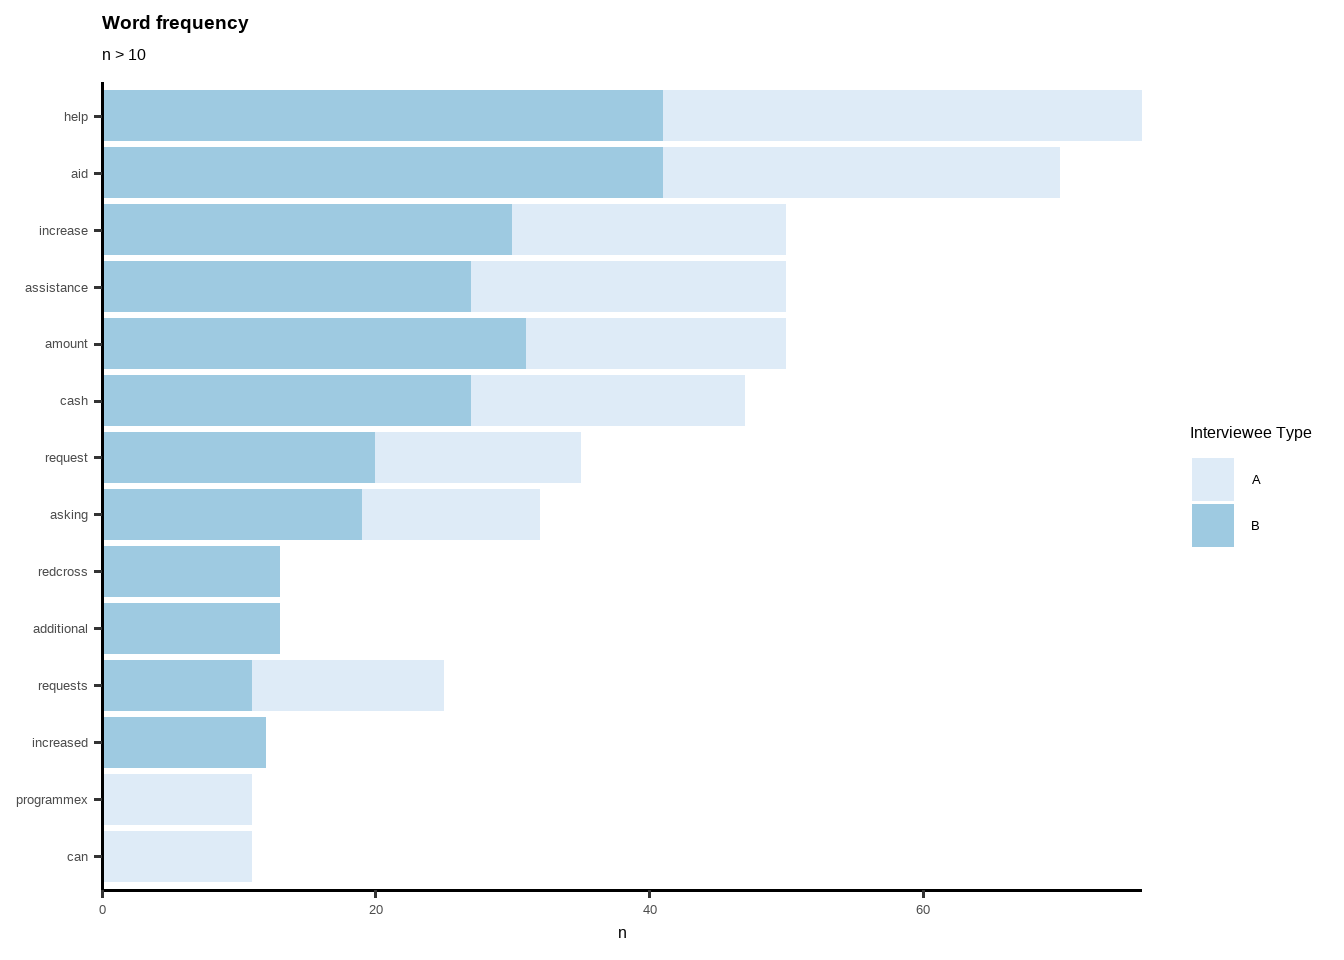 Word frequency
n > 10
help
aid
increase
assistance
amount
cash
request
asking
redcross
additional
requests
increased
programmex
can
0 20 40 60
n
Interviewee Type
A
B